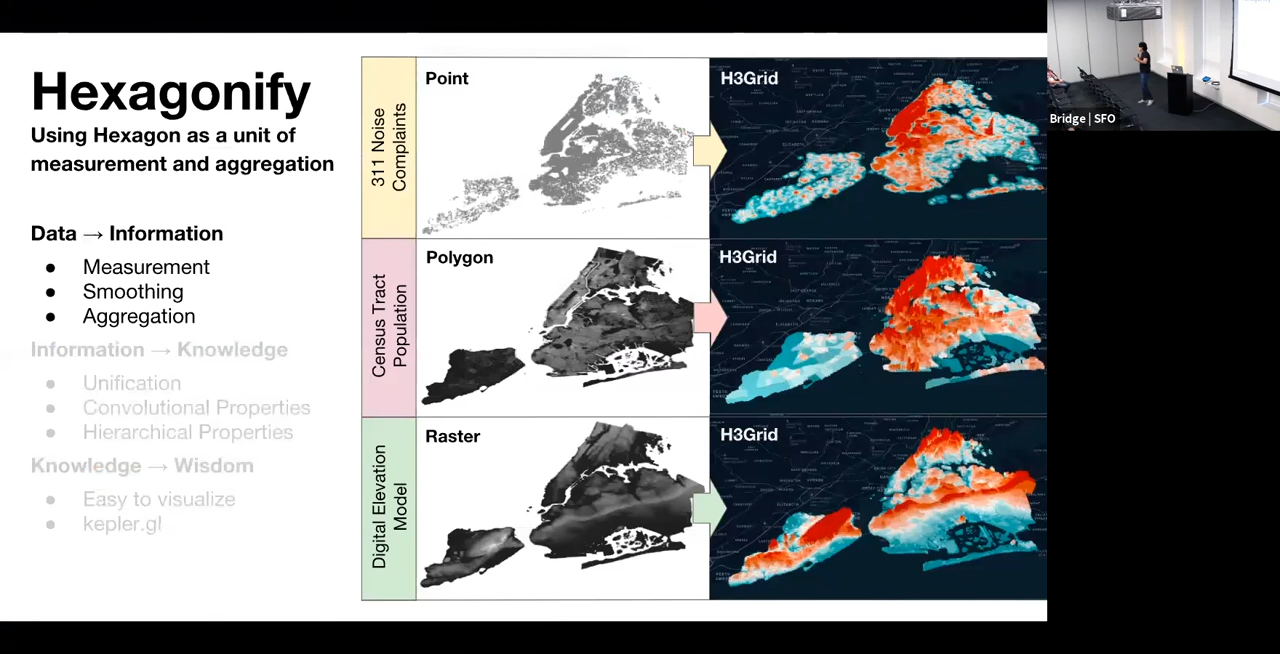 Hexagonify
Using Hexagon as a unit of
measurement and aggregation
Data → Information
● Measurement
● Smoothing
● Aggregation
Information → Knowledge
● Unification
● Convolutional Properties
● Hierarchical Properties
Knowledge → Wisdom
● Easy to visualize
● kepler.gl
311 Noise
Complaints
Point
H3Grid
Census Tract
Population
Polygon
H3Grid
Digital Elevation
Model
Raster
H3Grid
Bridge | SFO